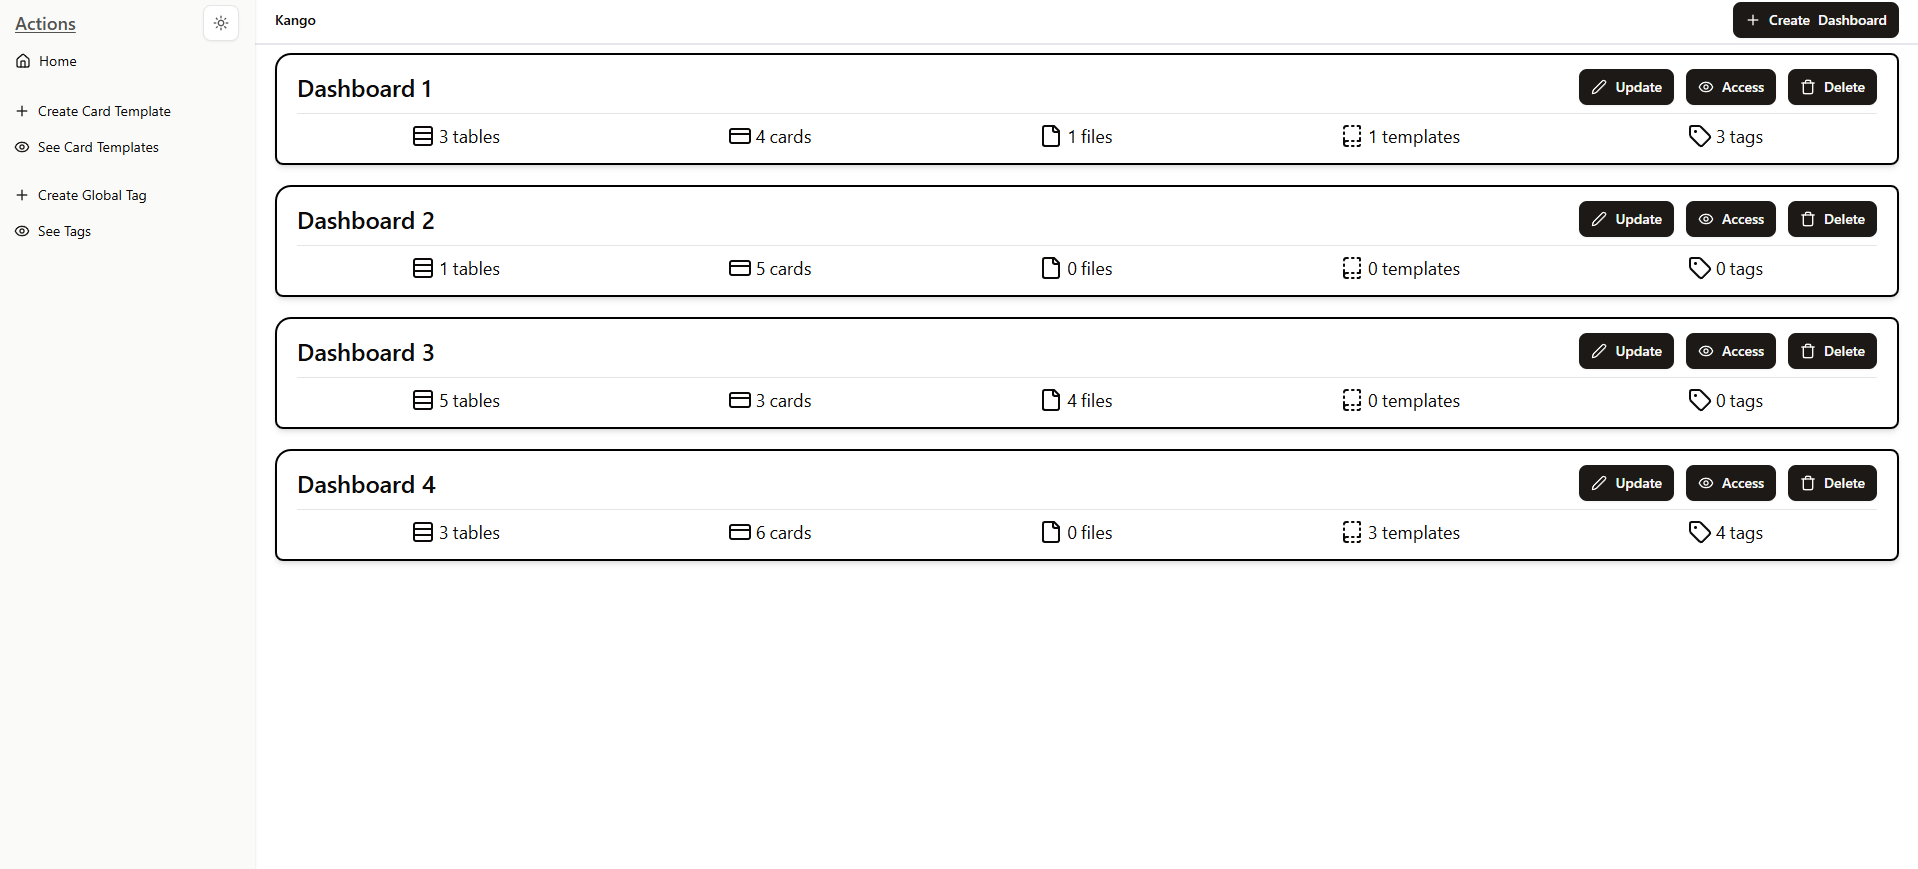 Actions
Home
Create Card Template
See Card Templates
Create Global Tag
See Tags
Kango
Create Dashboard
Dashboard 1
Update Access Delete
3 tables 4 cards 1 files 1 templates 3 tags
Dashboard 2
Update Access Delete
1 tables 5 cards 0 files 0 templates 0 tags
Dashboard 3
Update Access Delete
5 tables 3 cards 4 files 0 templates 0 tags
Dashboard 4
Update Access Delete
3 tables 6 cards 0 files 3 templates 4 tags